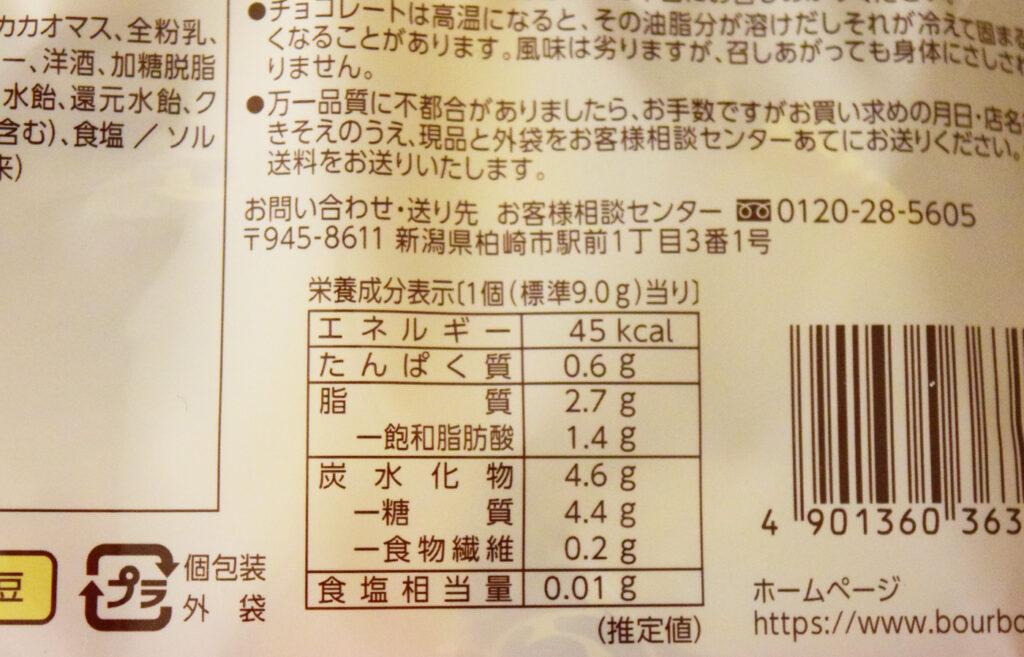 カカオマス、全粉乳、
ー、洋酒、加糖脱脂
水飴、還元水飴、ク
含む)、食塩 ／ ソル
来)
●チョコレートは高温になると、その油脂分が溶けだしそれが冷えて固まる
くなることがあります。風味は劣りますが、召しあがっても身体にさしさわ
りません。
●万一品質に不都合がありましたら、お手数ですがお買い求めの月日・店名
きそえのうえ、現品と外袋をお客様相談センターあてにお送りください。
送料をお送りいたします。
お問い合わせ・送り先 お客様相談センター 0120-28-5605
〒945-8611 新潟県柏崎市駅前1丁目3番1号
栄養成分表示〔1個(標準9.0g)当り〕
エネルギー 45 kcal
たんぱく質 0.6 g
脂質 2.7 g
―飽和脂肪酸 1.4 g
炭水化物 4.6 g
―糖質 4.4 g
―食物繊維 0.2 g
食塩相当量 0.01 g
(推定値)
豆
プラ
個包装
外袋
4 901360 363
ホームページ
https://www.bourbo